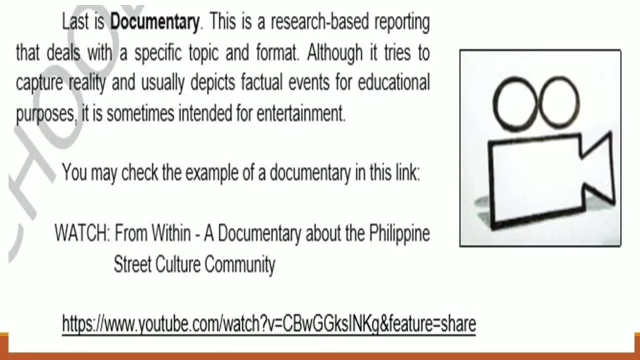 Last is Documentary. This is a research-based reporting
that deals with a specific topic and format. Although it tries to
capture reality and usually depicts factual events for educational
purposes, it is sometimes intended for entertainment.
You may check the example of a documentary in this link:
WATCH: From Within - A Documentary about the Philippine
Street Culture Community
https://www.youtube.com/watch?v=CBwGGksINKg&feature=share